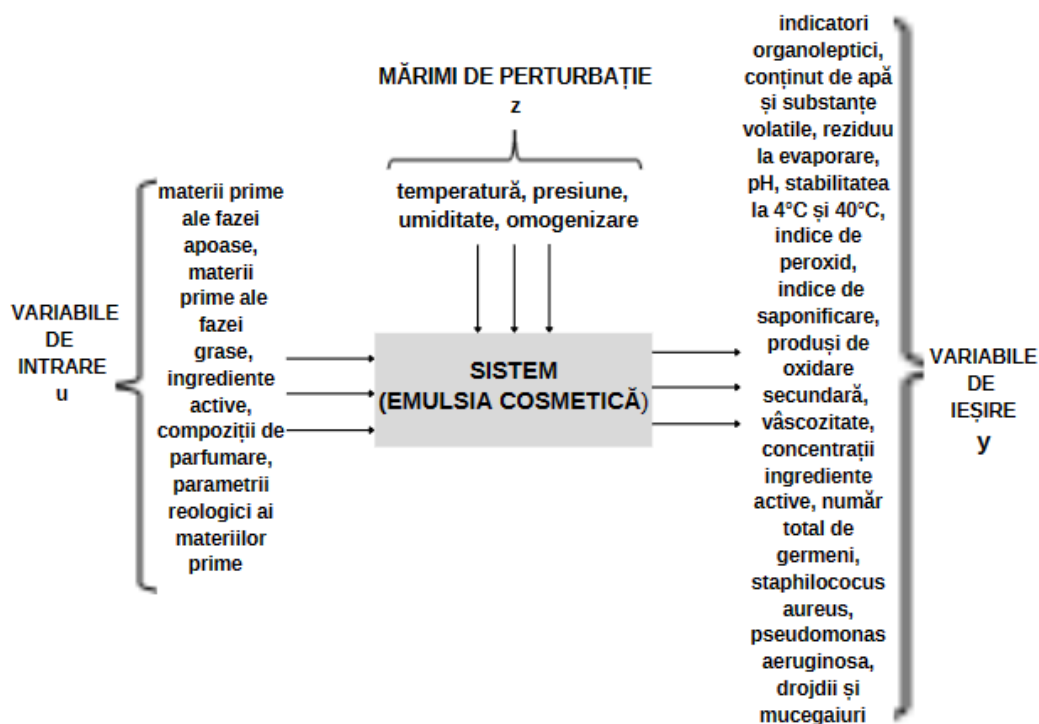 MĂRIMI DE PERTURBAȚIE
z
temperatură, presiune,
umiditate, omogenizare
VARIABILE
DE
INTRARE
u
materii prime
ale fazei
apoase,
materii
prime ale
fazei
grase,
ingrediente
active,
compoziții de
parfumare,
parametrii
reologici ai
materiilor
prime
SISTEM
(EMULSIA COSMETICĂ)
indicatori
organoleptici,
conținut de apă
și substanțe
volatile, reziduu
la evaporare,
pH, stabilitatea
la 4°C și 40°C,
indice de
peroxid,
indice de
saponificare,
produși de
oxidare
secundară,
vâscozitate,
concentrații
ingrediente
active, număr
total de
germeni,
staphilococus
aureus,
pseudomonas
aeruginosa,
drojdii și
mucegaiuri
VARIABILE
DE
IEȘIRE
y